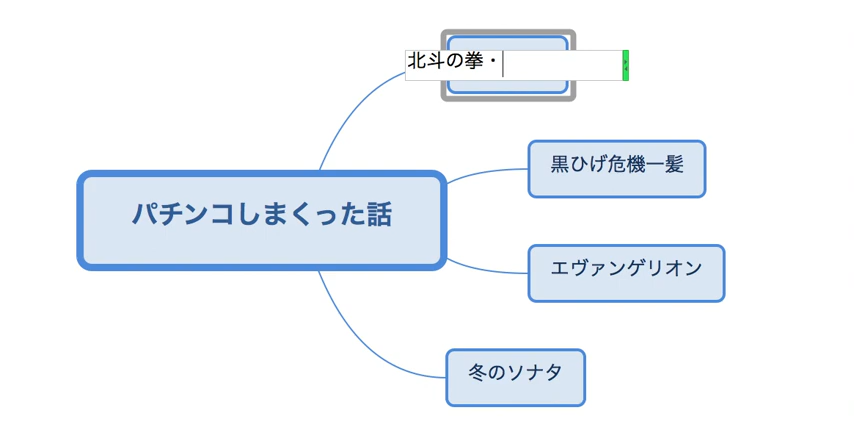 北斗の拳・
黒ひげ危機一髪
パチンコしまくった話
エヴァンゲリオン
冬のソナタ